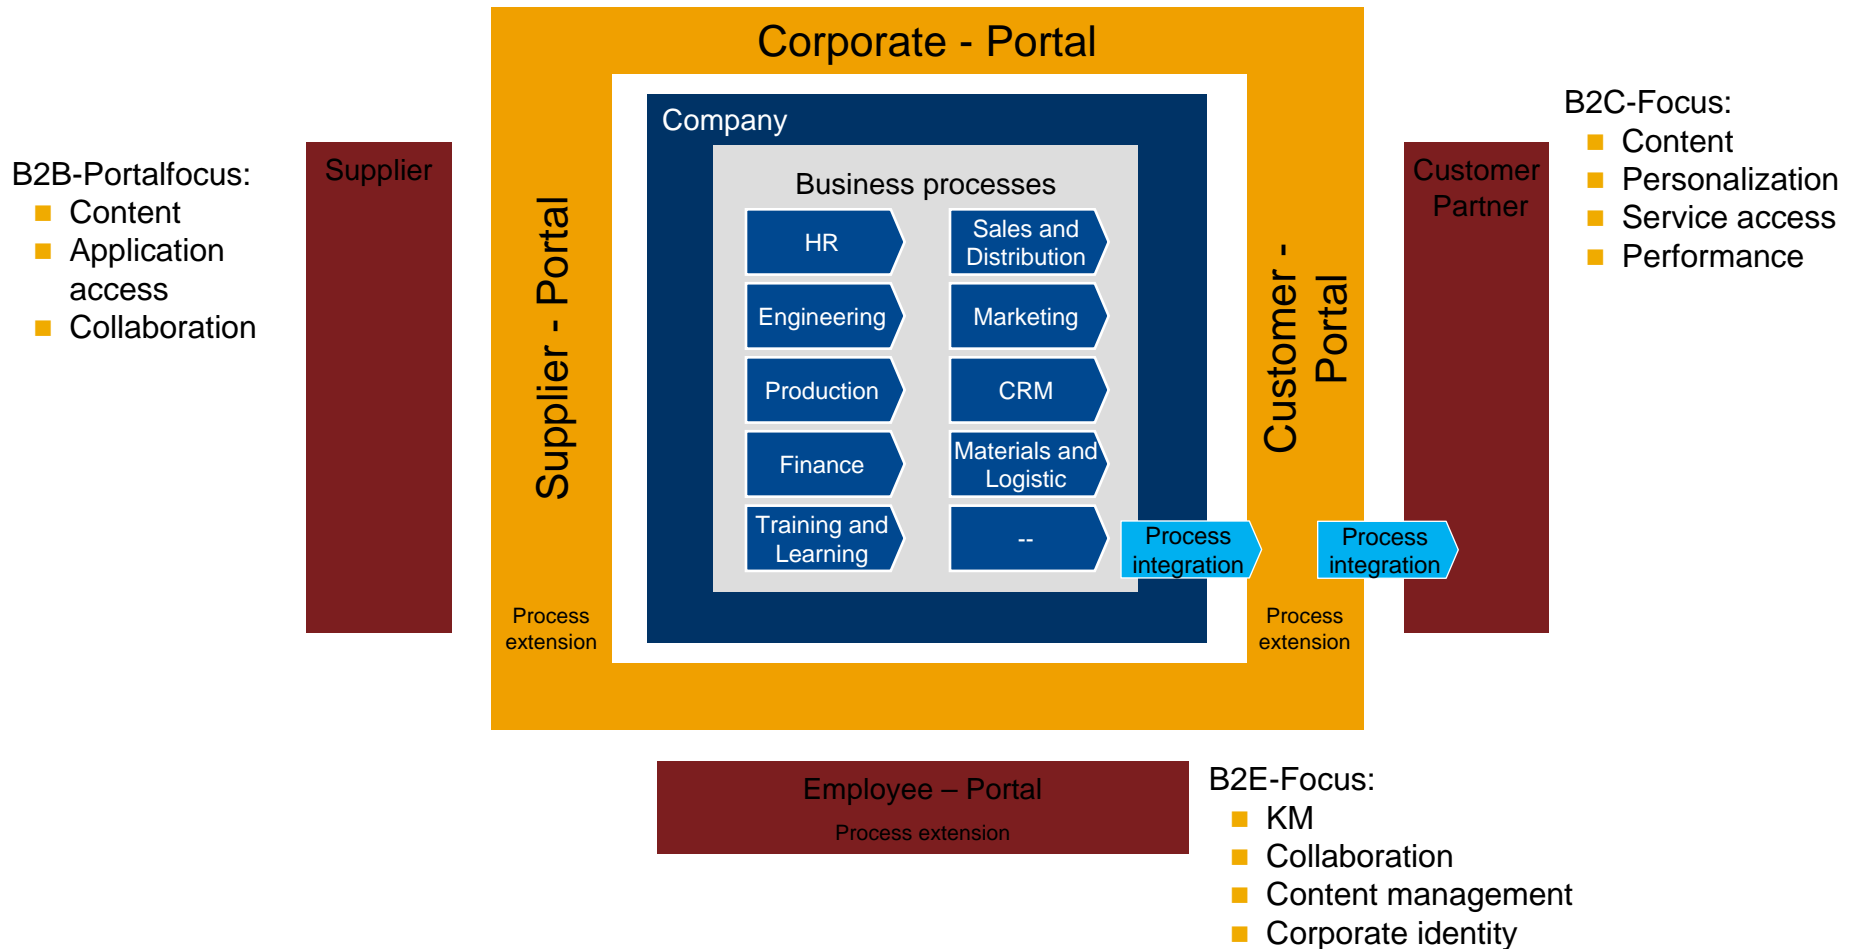 Corporate - Portal
B2B-Portalfocus:
Content
Application
access
Collaboration
Supplier
Supplier - Portal
Process
extension
Company
Business processes
HR
Engineering
Production
Finance
Training and
Learning
Sales and
Distribution
Marketing
CRM
Materials and
Logistic
--
Process
integration
Customer -
Portal
Process
extension
Process
integration
Customer
Partner
B2C-Focus:
Content
Personalization
Service access
Performance
Employee – Portal
Process extension
B2E-Focus:
KM
Collaboration
Content management
Corporate identity